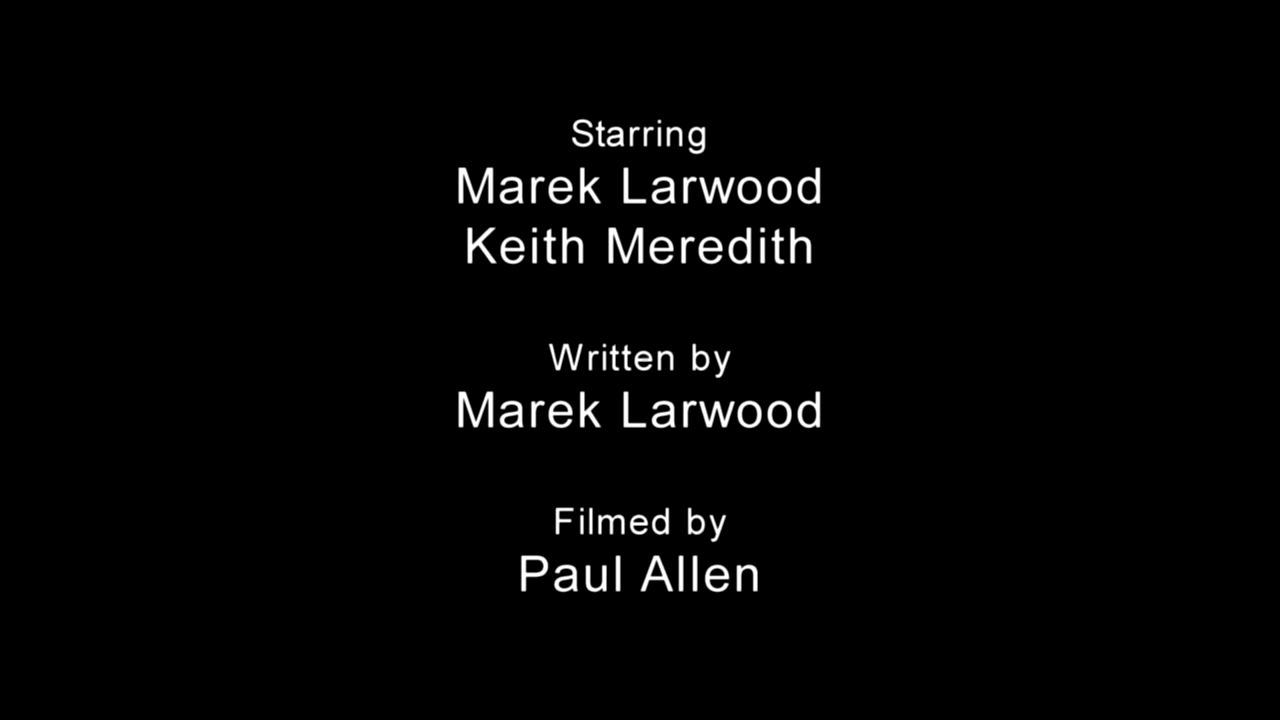 Starring
Marek Larwood
Keith Meredith
Written by
Marek Larwood
Filmed by
Paul Allen